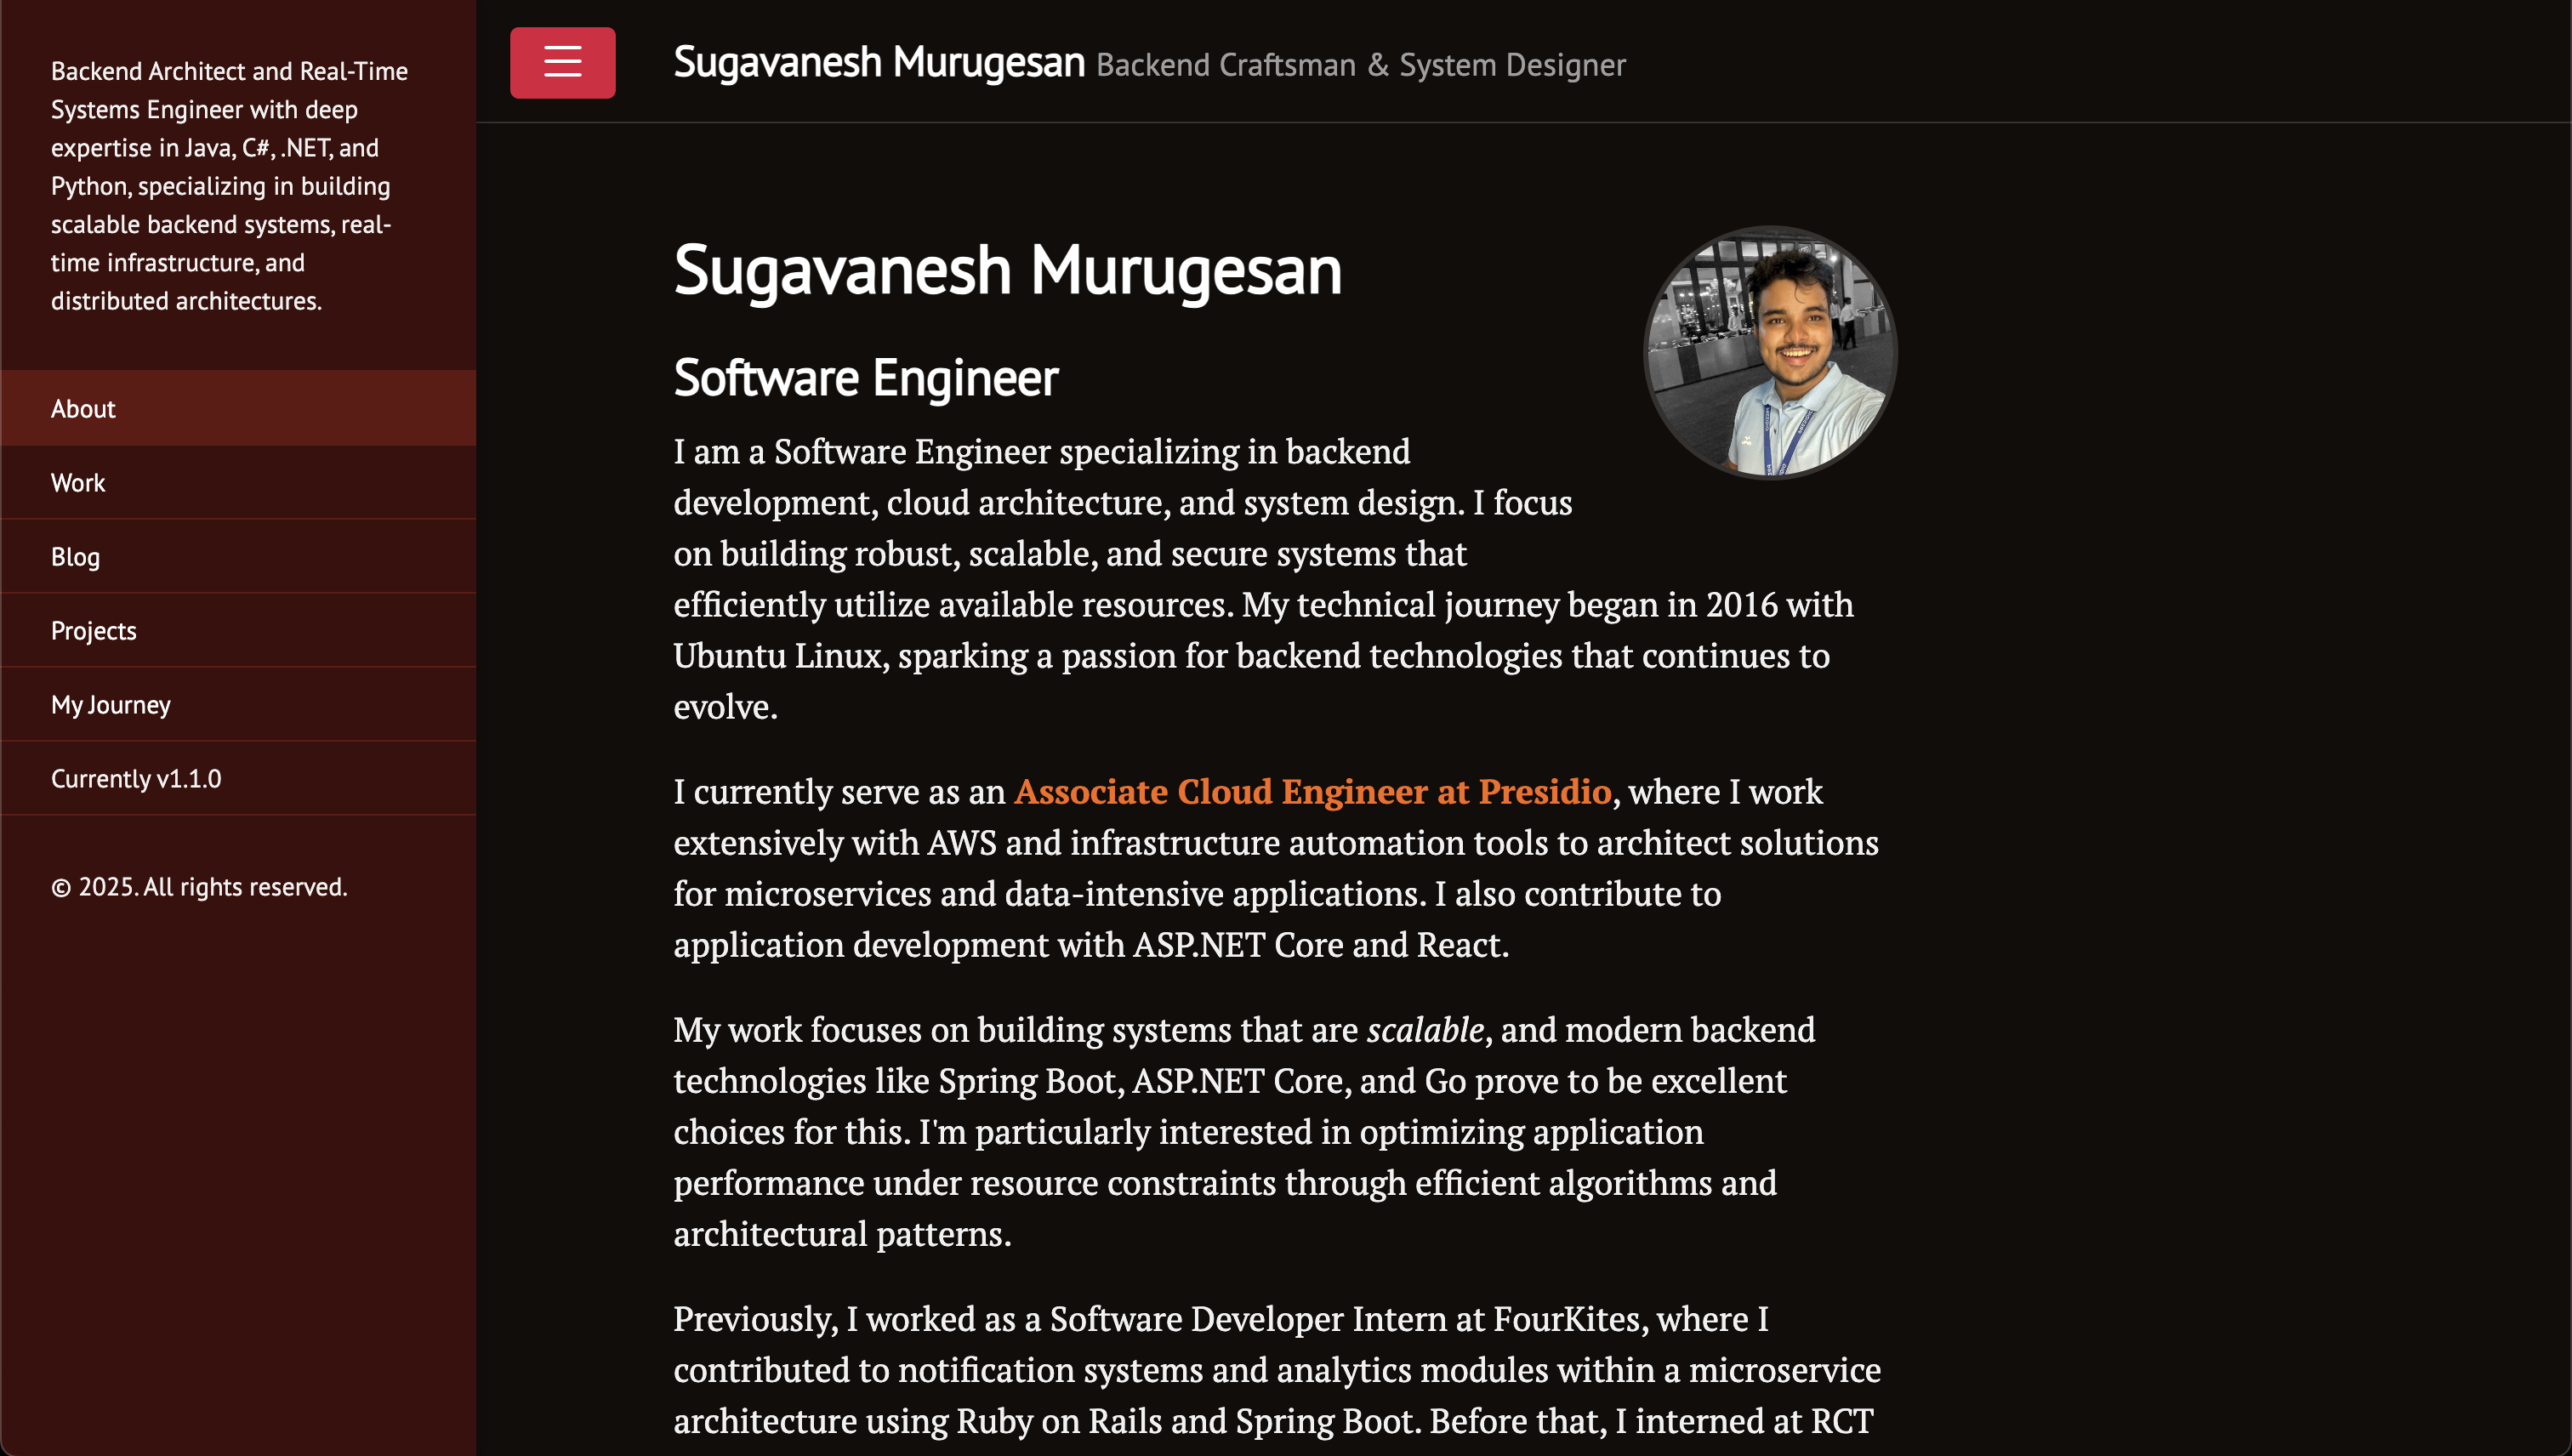 Backend Architect and Real-Time
Systems Engineer with deep
expertise in Java, C#, .NET, and
Python, specializing in building
scalable backend systems, real-
time infrastructure, and
distributed architectures.
About
Work
Blog
Projects
My Journey
Currently v1.1.0
© 2025. All rights reserved.
Sugavanesh Murugesan Backend Craftsman & System Designer
Sugavanesh Murugesan
Software Engineer
I am a Software Engineer specializing in backend
development, cloud architecture, and system design. I focus
on building robust, scalable, and secure systems that
efficiently utilize available resources. My technical journey began in 2016 with
Ubuntu Linux, sparking a passion for backend technologies that continues to
evolve.
I currently serve as an Associate Cloud Engineer at Presidio, where I work
extensively with AWS and infrastructure automation tools to architect solutions
for microservices and data-intensive applications. I also contribute to
application development with ASP.NET Core and React.
My work focuses on building systems that are scalable, and modern backend
technologies like Spring Boot, ASP.NET Core, and Go prove to be excellent
choices for this. I'm particularly interested in optimizing application
performance under resource constraints through efficient algorithms and
architectural patterns.
Previously, I worked as a Software Developer Intern at FourKites, where I
contributed to notification systems and analytics modules within a microservice
architecture using Ruby on Rails and Spring Boot. Before that, I interned at RCT